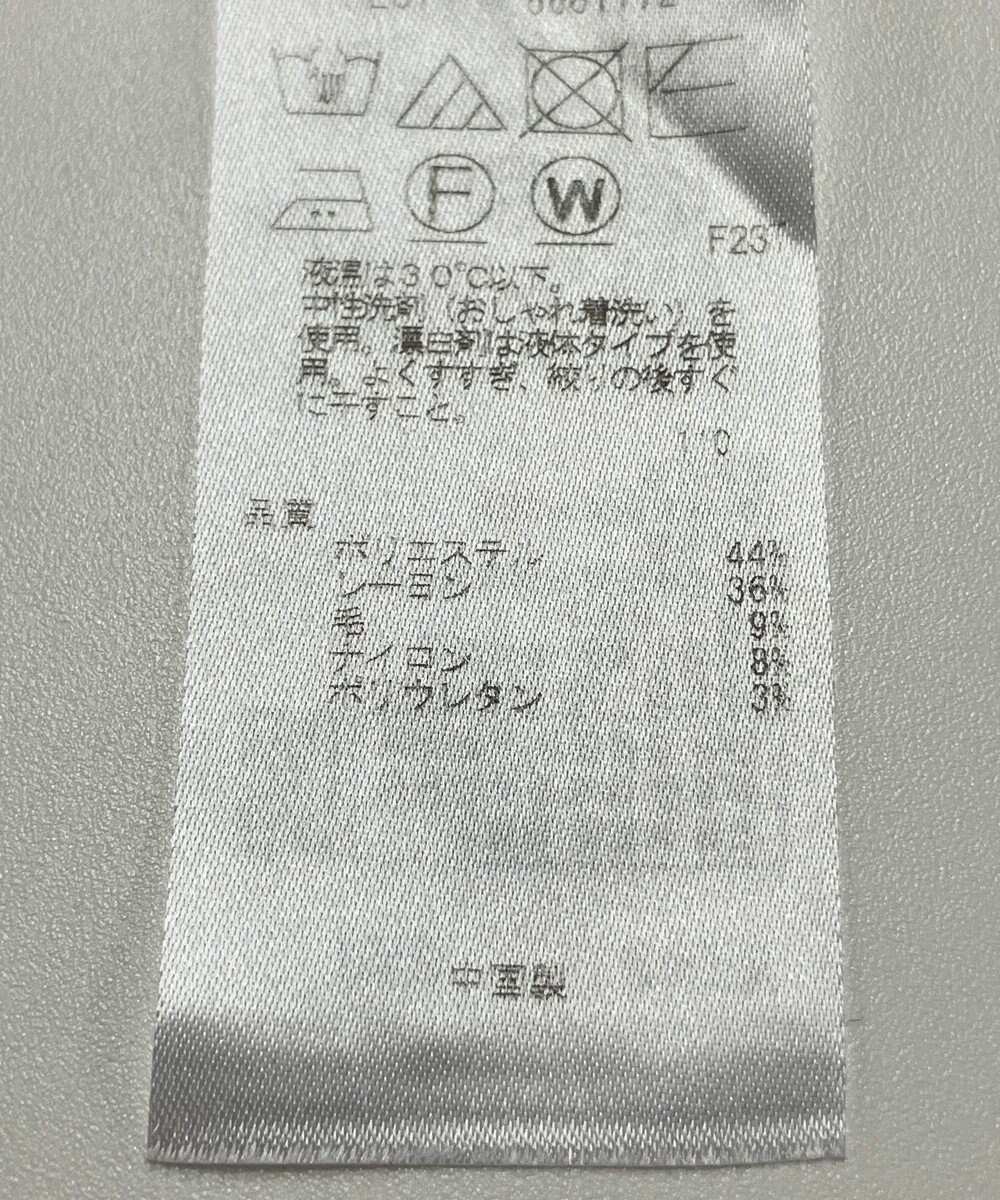 F
W
F23
液温は30℃以下。
中性洗剤（おしゃれ着洗い）を
使用。漂白剤は液体タイプを使
用。よくすすぎ、絞りの後すぐ
に干すこと。
110
品質
ポリエステル 44%
レーヨン 36%
毛 9%
ナイロン 8%
ポリウレタン 3%
中国製